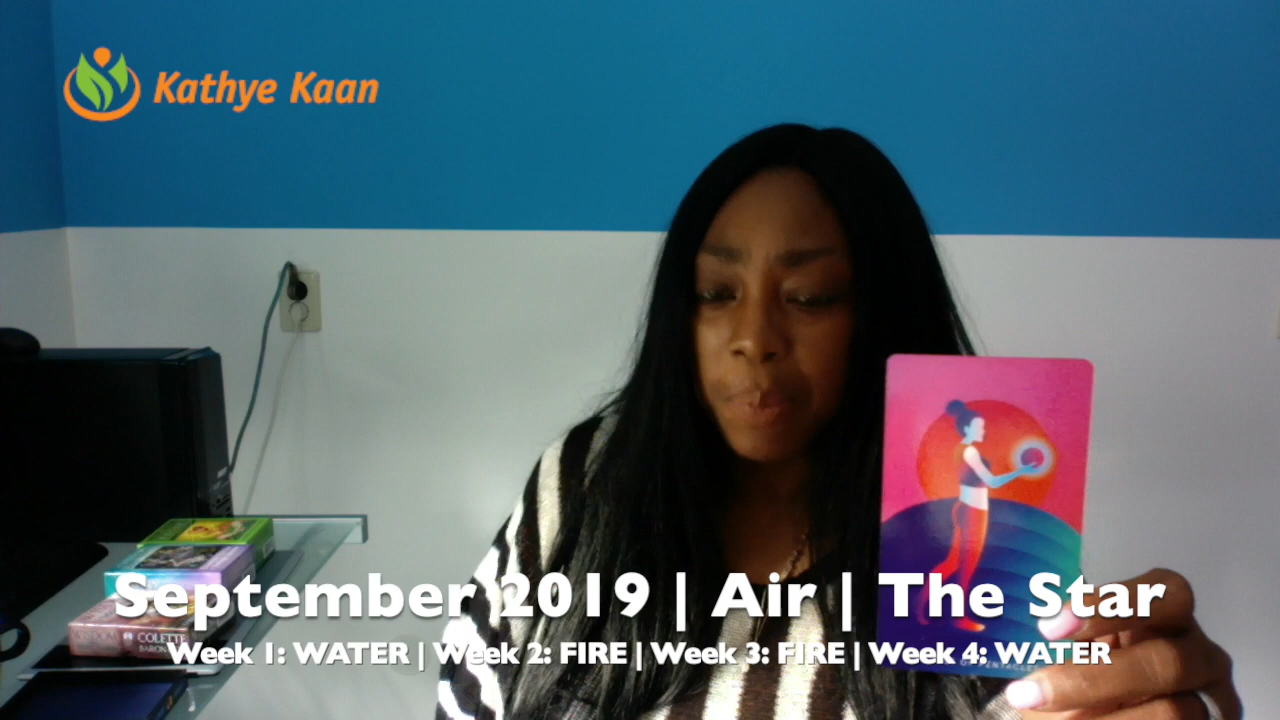 Kathye Kaan
September 2019 | Air | The Star
Week 1: WATER | Week 2: FIRE | Week 3: FIRE | Week 4: WATER
COLETTE
BARON